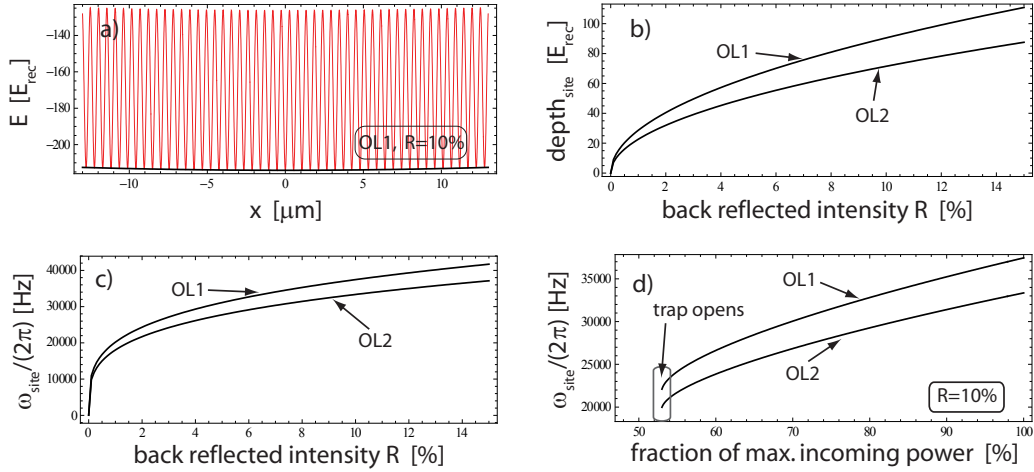 a)
E [E_rec]
−140
−160
−180
−200
OL1, R=10%
−10
−5
0
5
10
x [μm]
b)
depth_site [E_rec]
100
80
60
40
20
0
OL1
OL2
0
2
4
6
8
10
12
14
back reflected intensity R [%]
c)
ω_site/(2π) [Hz]
40000
30000
20000
10000
0
OL1
OL2
0
2
4
6
8
10
12
14
back reflected intensity R [%]
d)
ω_site/(2π) [Hz]
35000
30000
25000
20000
trap opens
OL1
OL2
R=10%
50
60
70
80
90
100
fraction of max. incoming power [%]